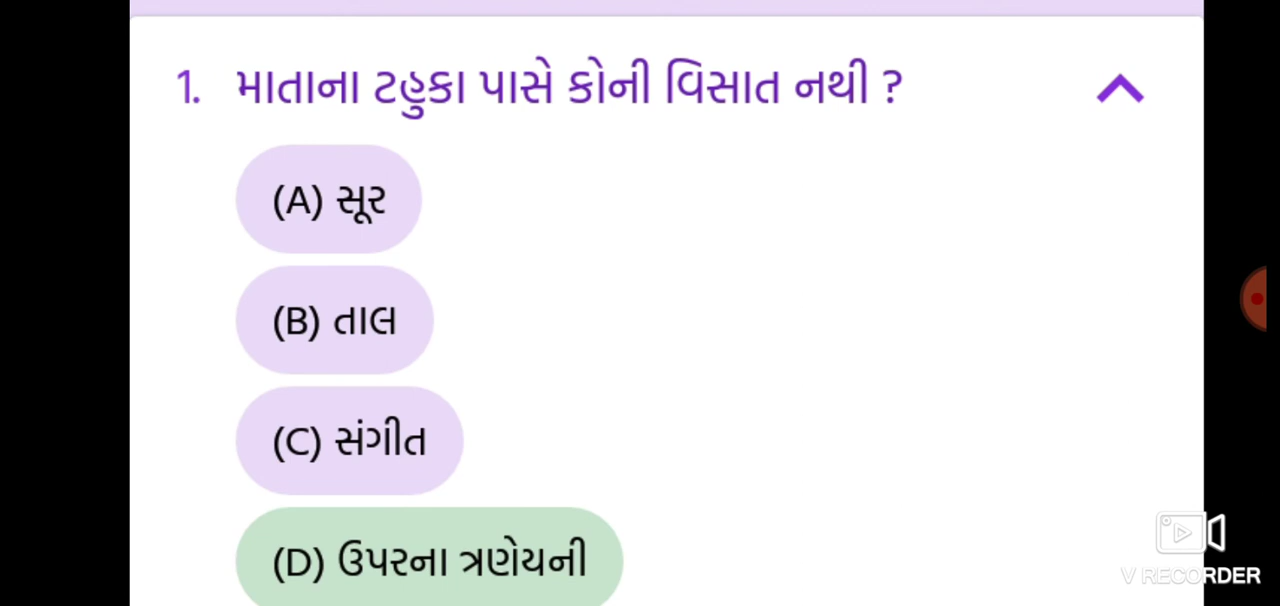 1. માતાના ટહુકા પાસે કોની વિસાત નથી ?
(A) સૂર
(B) તાલ
(C) સંગીત
(D) ઉપરના ત્રણેયની
V RECORDER